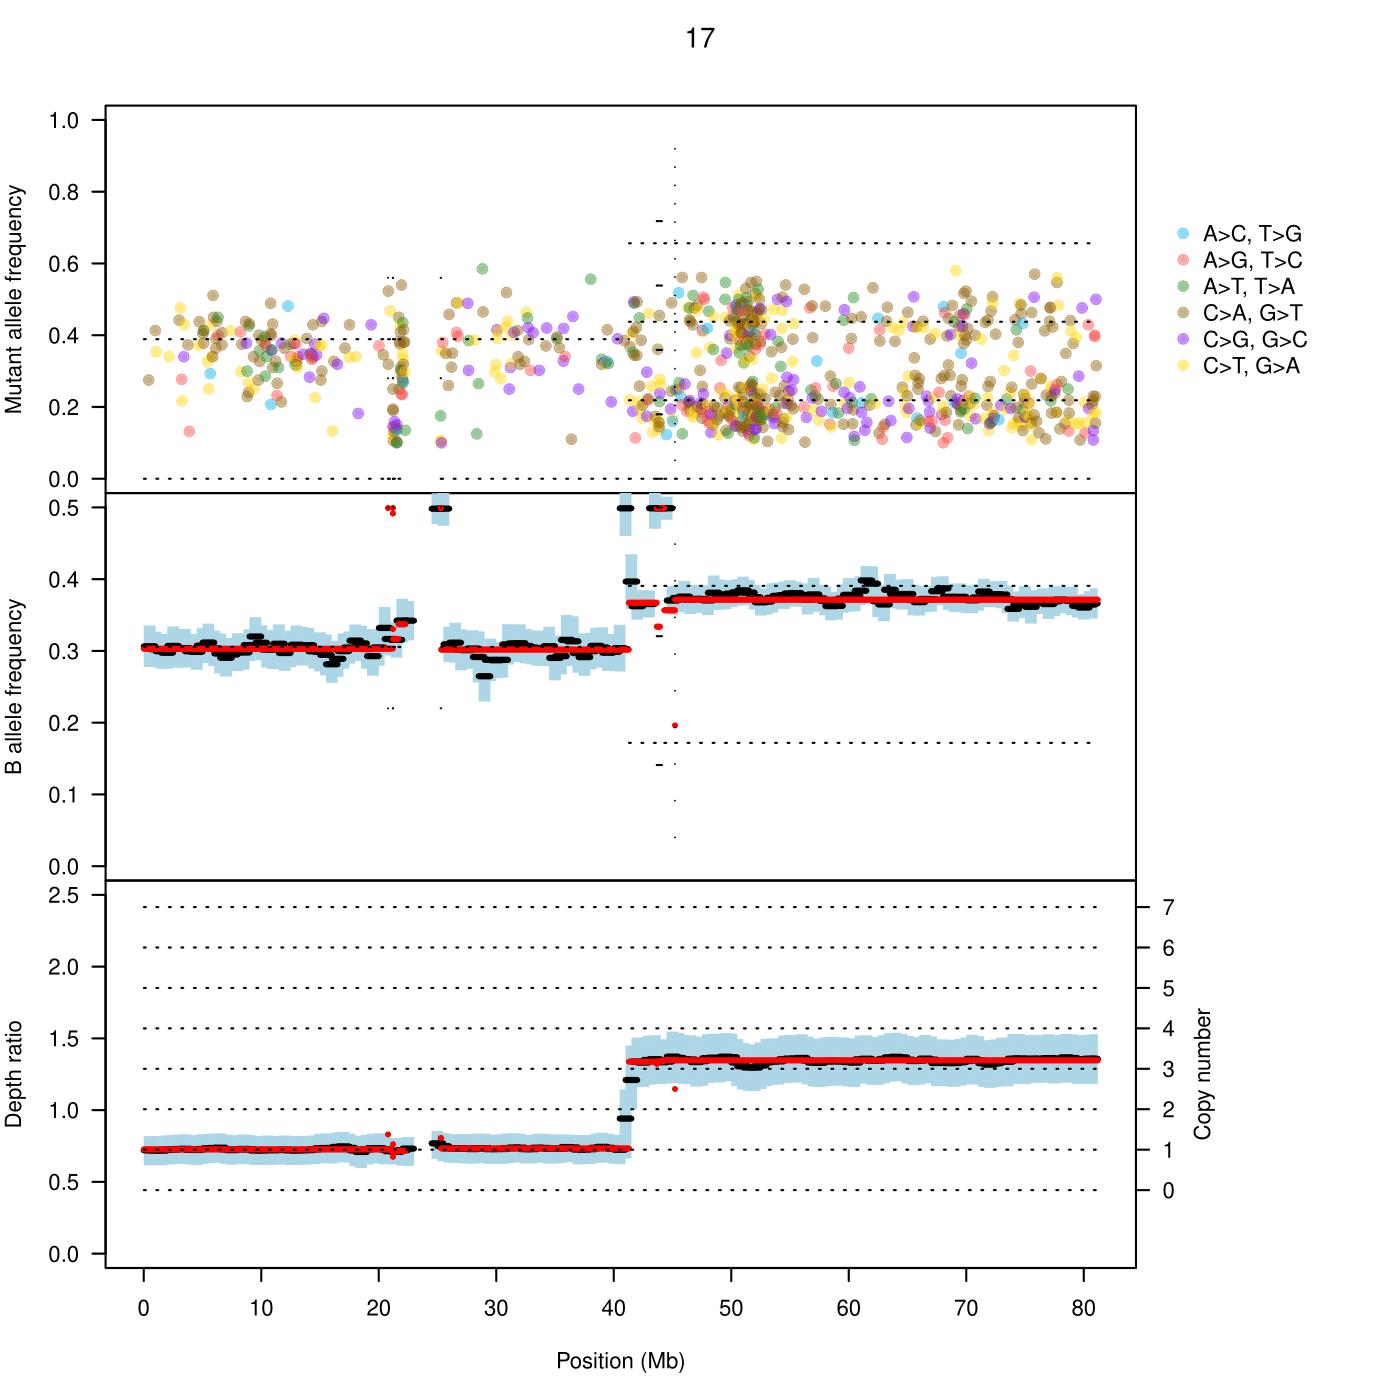 17
Mutant allele frequency
1.0
0.8
0.6
0.4
0.2
0.0
A>C, T>G
A>G, T>C
A>T, T>A
C>A, G>T
C>G, G>C
C>T, G>A
B allele frequency
0.5
0.4
0.3
0.2
0.1
0.0
Depth ratio
2.5
2.0
1.5
1.0
0.5
0.0
7
6
5
4
3
2
1
0
Copy number
0 10 20 30 40 50 60 70 80
Position (Mb)